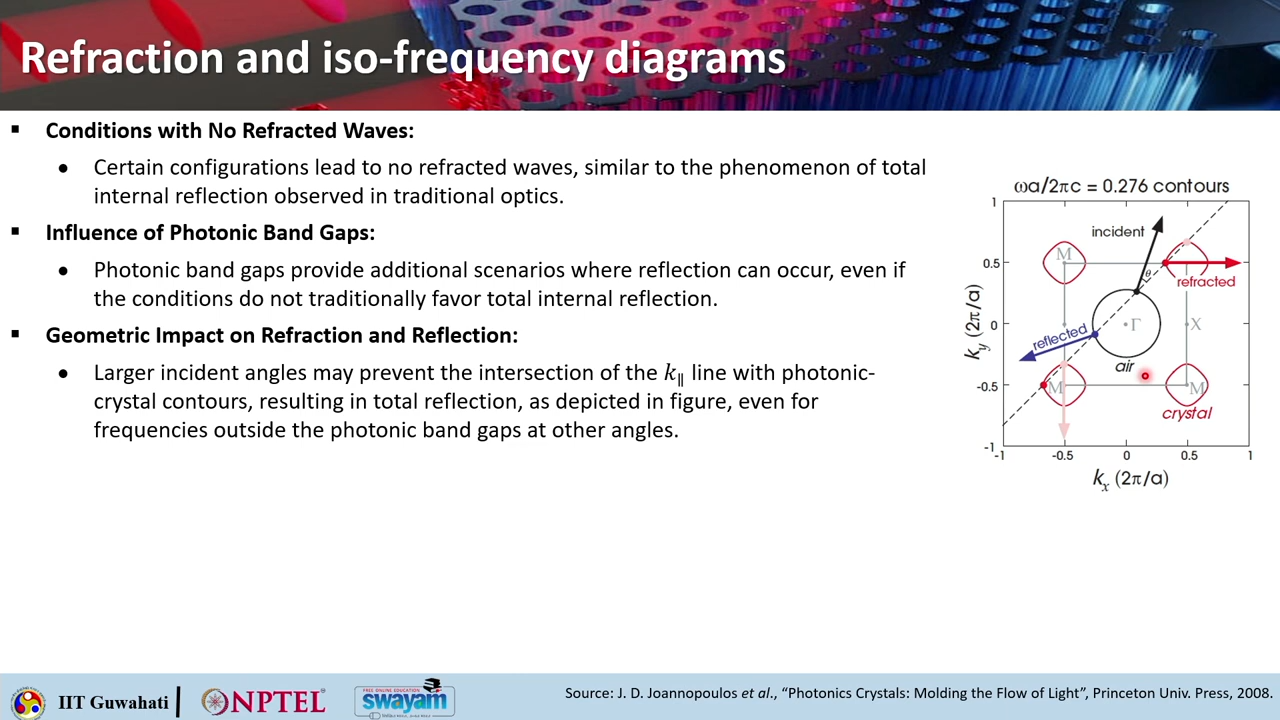 Refraction and iso-frequency diagrams
▪ Conditions with No Refracted Waves:
● Certain configurations lead to no refracted waves, similar to the phenomenon of total
internal reflection observed in traditional optics.
▪ Influence of Photonic Band Gaps:
● Photonic band gaps provide additional scenarios where reflection can occur, even if
the conditions do not traditionally favor total internal reflection.
▪ Geometric Impact on Refraction and Reflection:
● Larger incident angles may prevent the intersection of the k∥ line with photonic-
crystal contours, resulting in total reflection, as depicted in figure, even for
frequencies outside the photonic band gaps at other angles.
ωa/2πc = 0.276 contours
1
incident
M
0.5
θ
refracted
k_y (2π/a)
0
Γ
X
reflected
air
-0.5
M
M
crystal
-1
-1
-0.5
0
0.5
1
k_x (2π/a)
IIT Guwahati
NPTEL
FREE ONLINE EDUCATION
swayam
Source: J. D. Joannopoulos et al., “Photonics Crystals: Molding the Flow of Light”, Princeton Univ. Press, 2008.